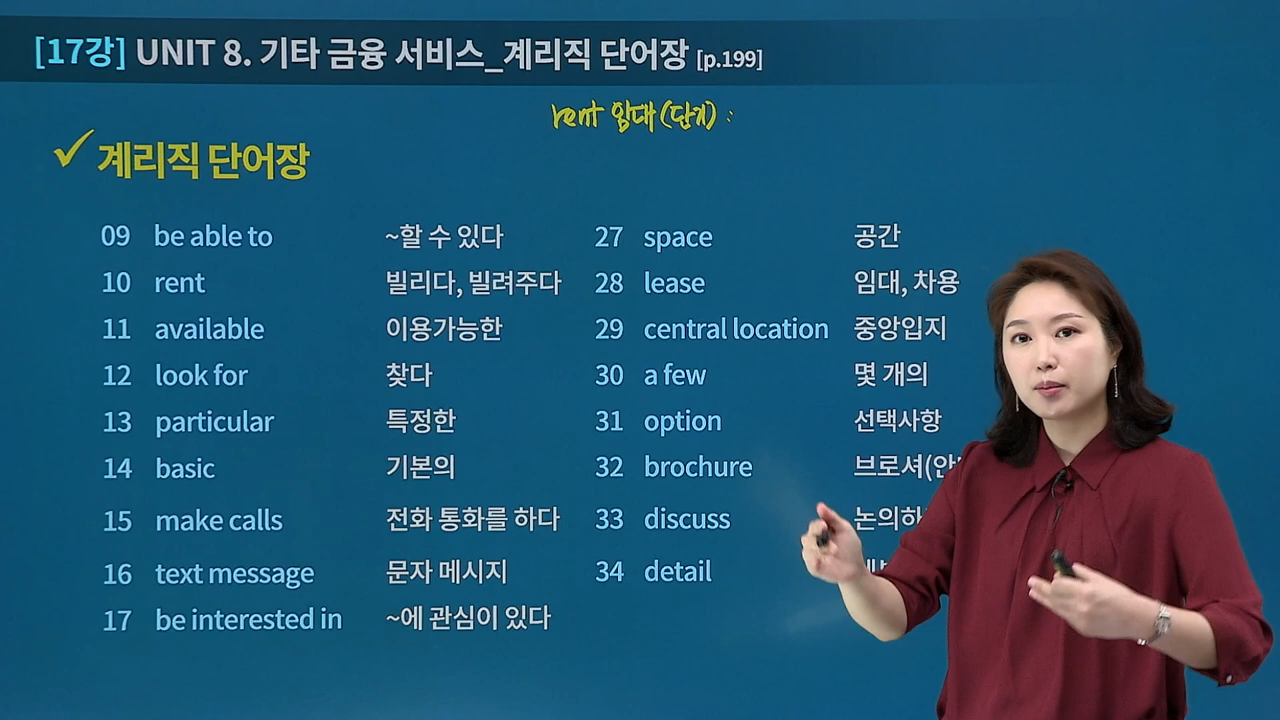 [17강] UNIT 8. 기타 금융 서비스_계리직 단어장 [p.199]
rent 임대(단기) :
✓ 계리직 단어장
09 be able to ~할 수 있다
10 rent 빌리다, 빌려주다
11 available 이용가능한
12 look for 찾다
13 particular 특정한
14 basic 기본의
15 make calls 전화 통화를 하다
16 text message 문자 메시지
17 be interested in ~에 관심이 있다
27 space 공간
28 lease 임대, 차용
29 central location 중앙입지
30 a few 몇 개의
31 option 선택사항
32 brochure 브로셔(안
33 discuss 논의하
34 detail